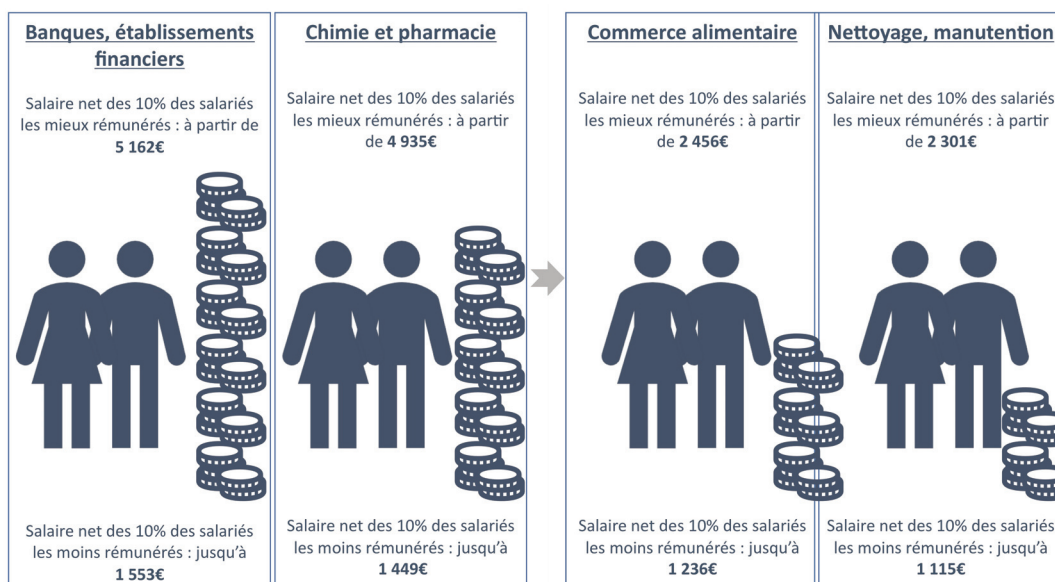 Banques, établissements
financiers
Salaire net des 10% des salariés
les mieux rémunérés : à partir de
5 162€
Salaire net des 10% des salariés
les moins rémunérés : jusqu’à
1 553€
Chimie et pharmacie
Salaire net des 10% des salariés
les mieux rémunérés : à partir
de 4 935€
Salaire net des 10% des salariés
les moins rémunérés : jusqu’à
1 449€
Commerce alimentaire
Salaire net des 10% des salariés
les mieux rémunérés : à partir
de 2 456€
Salaire net des 10% des salariés
les moins rémunérés : jusqu’à
1 236€
Nettoyage, manutention
Salaire net des 10% des salariés
les mieux rémunérés : à partir
de 2 301€
Salaire net des 10% des salariés
les moins rémunérés : jusqu’à
1 115€